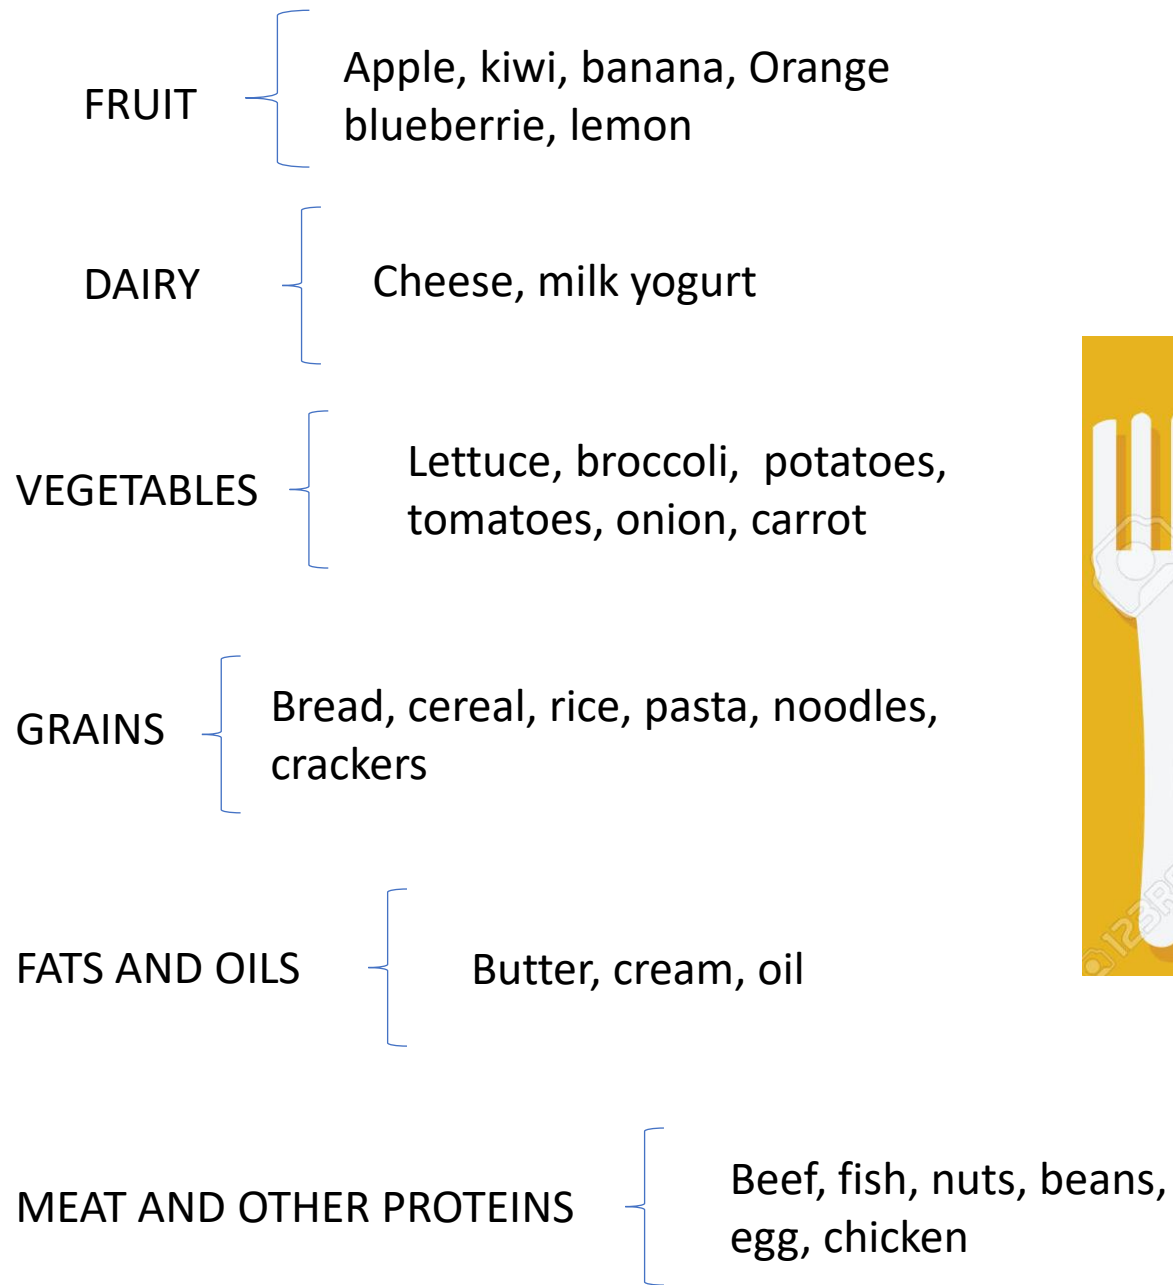 FRUIT
Apple, kiwi, banana, Orange
blueberrie, lemon
DAIRY
Cheese, milk yogurt
VEGETABLES
Lettuce, broccoli, potatoes,
tomatoes, onion, carrot
GRAINS
Bread, cereal, rice, pasta, noodles,
crackers
FATS AND OILS
Butter, cream, oil
MEAT AND OTHER PROTEINS
Beef, fish, nuts, beans,
egg, chicken